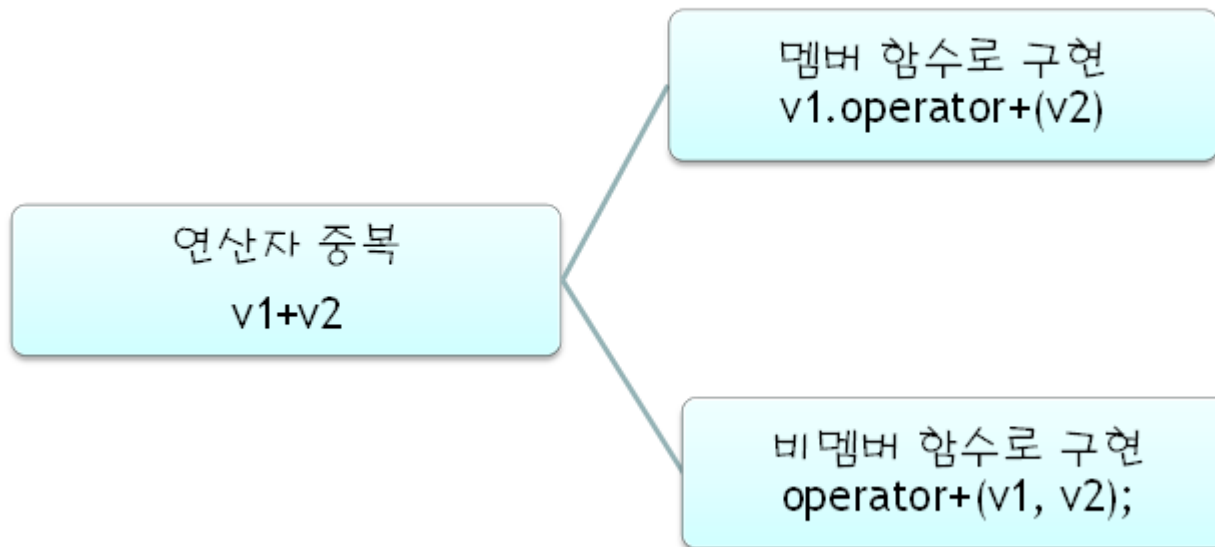 연산자 중복
v1+v2
멤버 함수로 구현
v1.operator+(v2)
비멤버 함수로 구현
operator+(v1, v2);